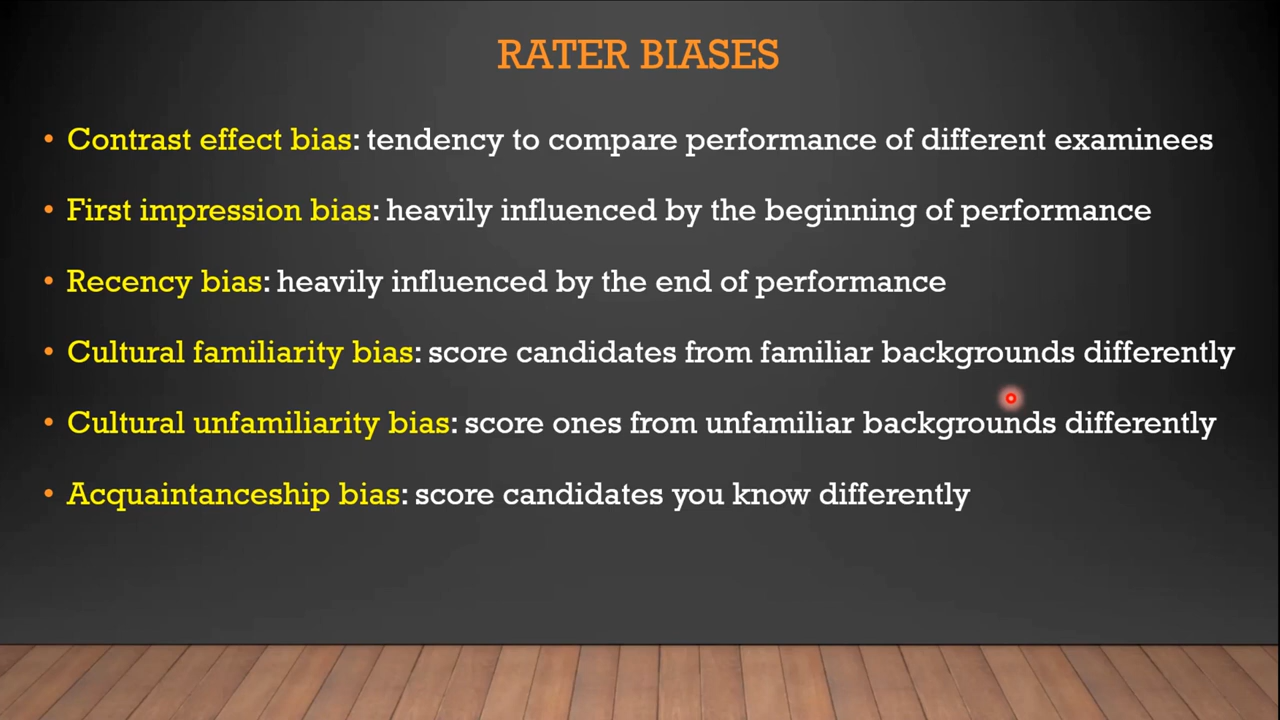 RATER BIASES
• Contrast effect bias: tendency to compare performance of different examinees
• First impression bias: heavily influenced by the beginning of performance
• Recency bias: heavily influenced by the end of performance
• Cultural familiarity bias: score candidates from familiar backgrounds differently
• Cultural unfamiliarity bias: score ones from unfamiliar backgrounds differently
• Acquaintanceship bias: score candidates you know differently